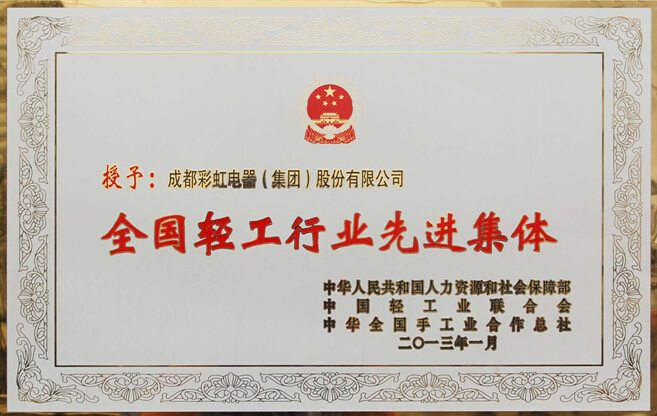 授予：成都彩虹电器（集团）股份有限公司
全国轻工行业先进集体
中华人民共和国人力资源和社会保障部
中国轻工业联合会
中华全国手工业合作总社
二〇一三年一月